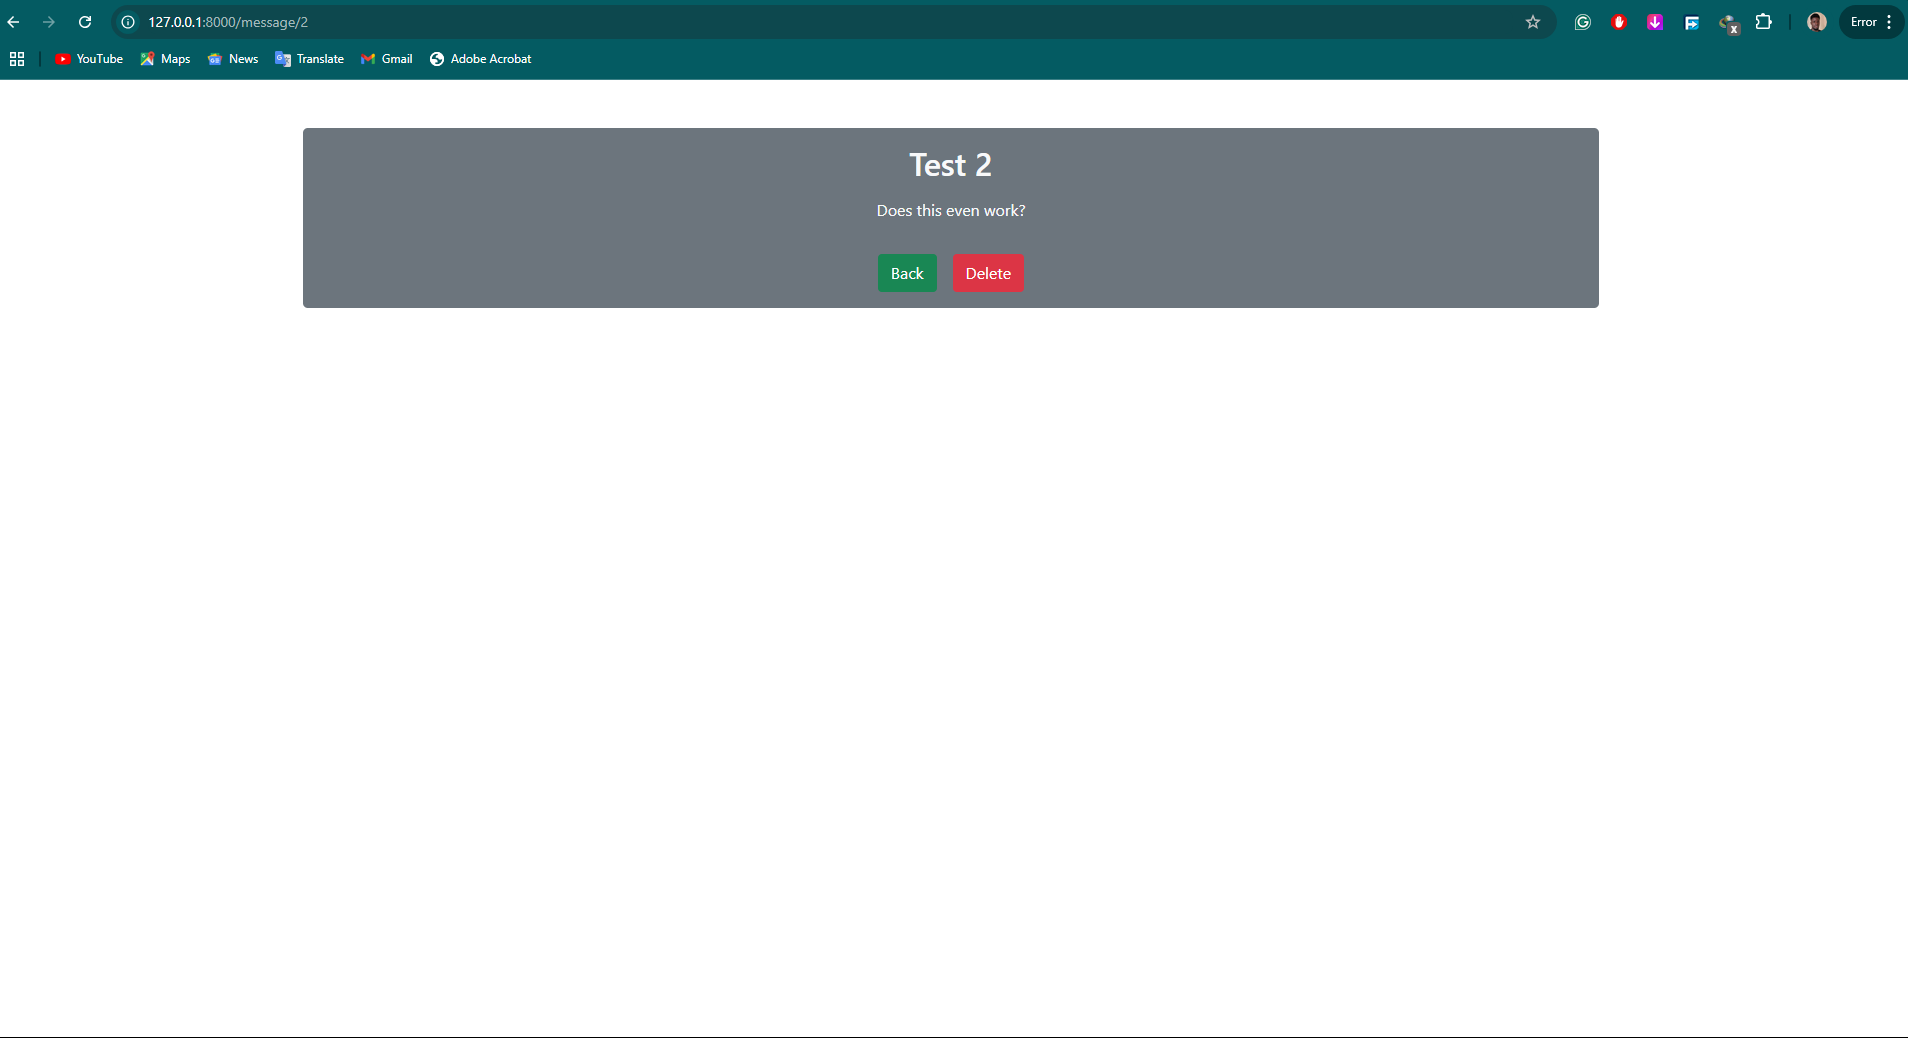 127.0.0.1:8000/message/2
Error
YouTube
Maps
News
Translate
Gmail
Adobe Acrobat
Test 2
Does this even work?
Back
Delete